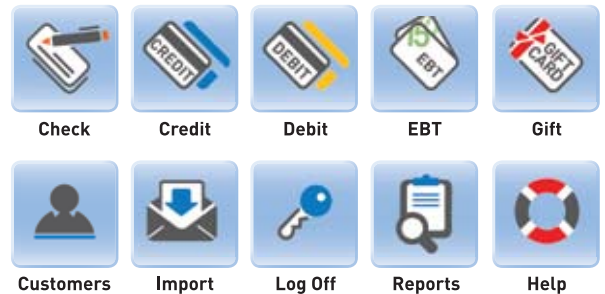 CREDIT
DEBIT
15
EBT
GIFT
CARD
Check Credit Debit EBT Gift
Customers Import Log Off Reports Help